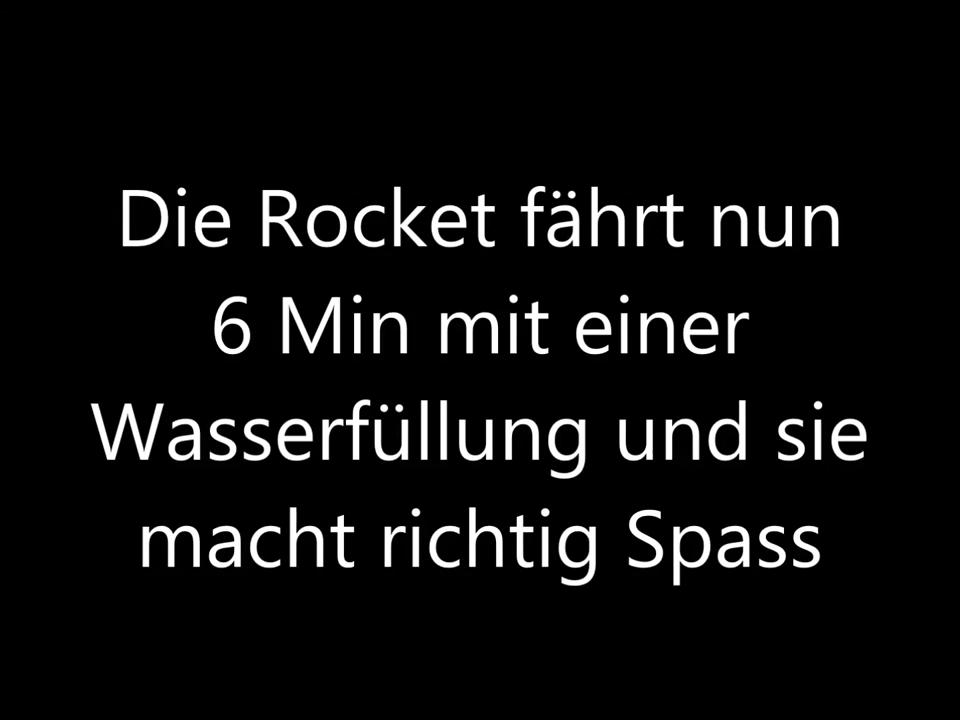 Die Rocket fährt nun
6 Min mit einer
Wasserfüllung und sie
macht richtig Spass